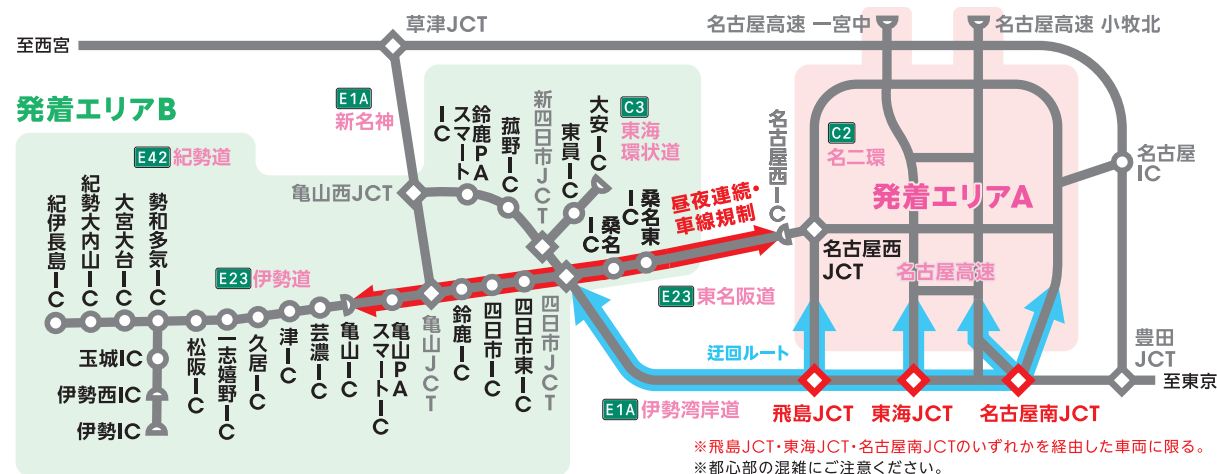 至西宮
草津JCT
名古屋高速 一宮中
名古屋高速 小牧北
発着エリアB
E1A
新名神
C3
東海
環状道
C2
名二環
発着エリアA
名古屋
IC
E42 紀勢道
亀山西JCT
鈴鹿PA
スマート
IC
菰野IC
新四日市JCT
東員IC
大安IC
桑名IC
桑名東IC
昼夜連続・
車線規制
名古屋西IC
名古屋西
JCT
名古屋高速
紀伊長島IC
紀勢大内山IC
大宮大台IC
勢和多気IC
E23 伊勢道
E23 東名阪道
玉城IC
伊勢西IC
伊勢IC
松阪IC
一志嬉野IC
久居IC
津IC
芸濃IC
亀山IC
亀山PA
スマートIC
亀山JCT
鈴鹿IC
四日市IC
四日市東IC
四日市JCT
迂回ルート
豊田
JCT
至東京
E1A 伊勢湾岸道
飛島JCT
東海JCT
名古屋南JCT
※飛島JCT・東海JCT・名古屋南JCTのいずれかを経由した車両に限る。
※都心部の混雑にご注意ください。